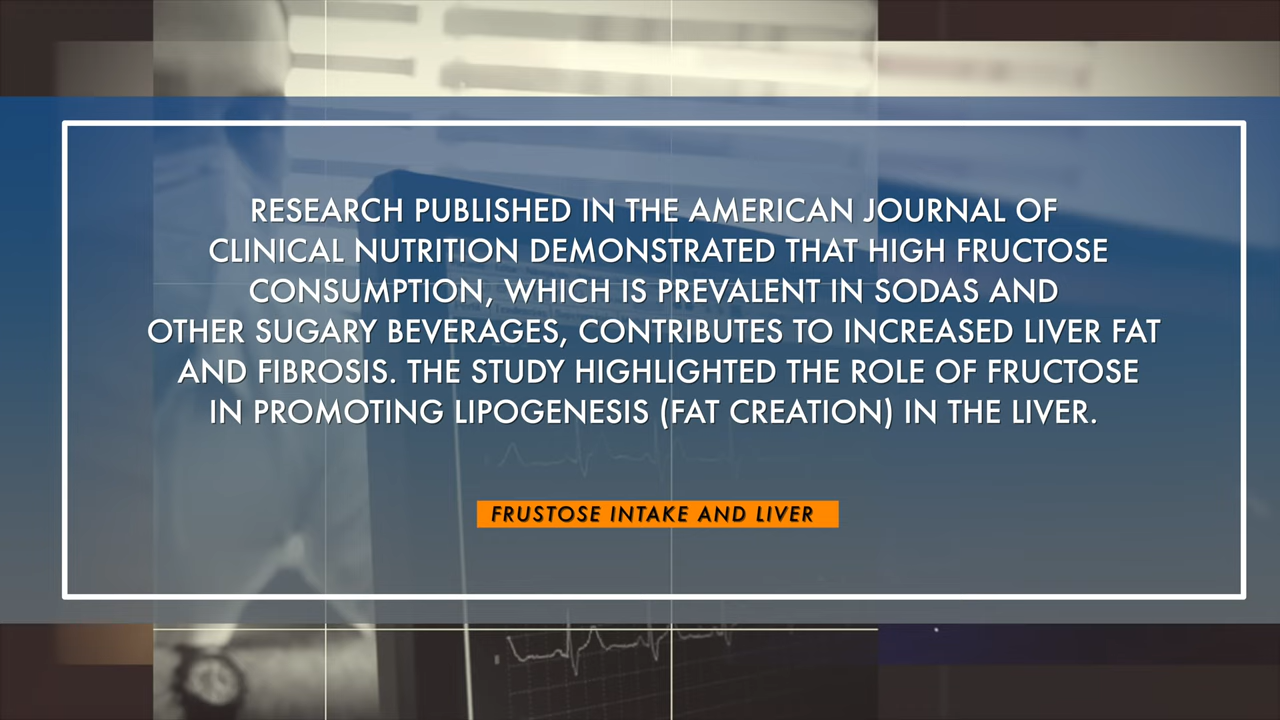 RESEARCH PUBLISHED IN THE AMERICAN JOURNAL OF
CLINICAL NUTRITION DEMONSTRATED THAT HIGH FRUCTOSE
CONSUMPTION, WHICH IS PREVALENT IN SODAS AND
OTHER SUGARY BEVERAGES, CONTRIBUTES TO INCREASED LIVER FAT
AND FIBROSIS. THE STUDY HIGHLIGHTED THE ROLE OF FRUCTOSE
IN PROMOTING LIPOGENESIS (FAT CREATION) IN THE LIVER.
FRUSTOSE INTAKE AND LIVER